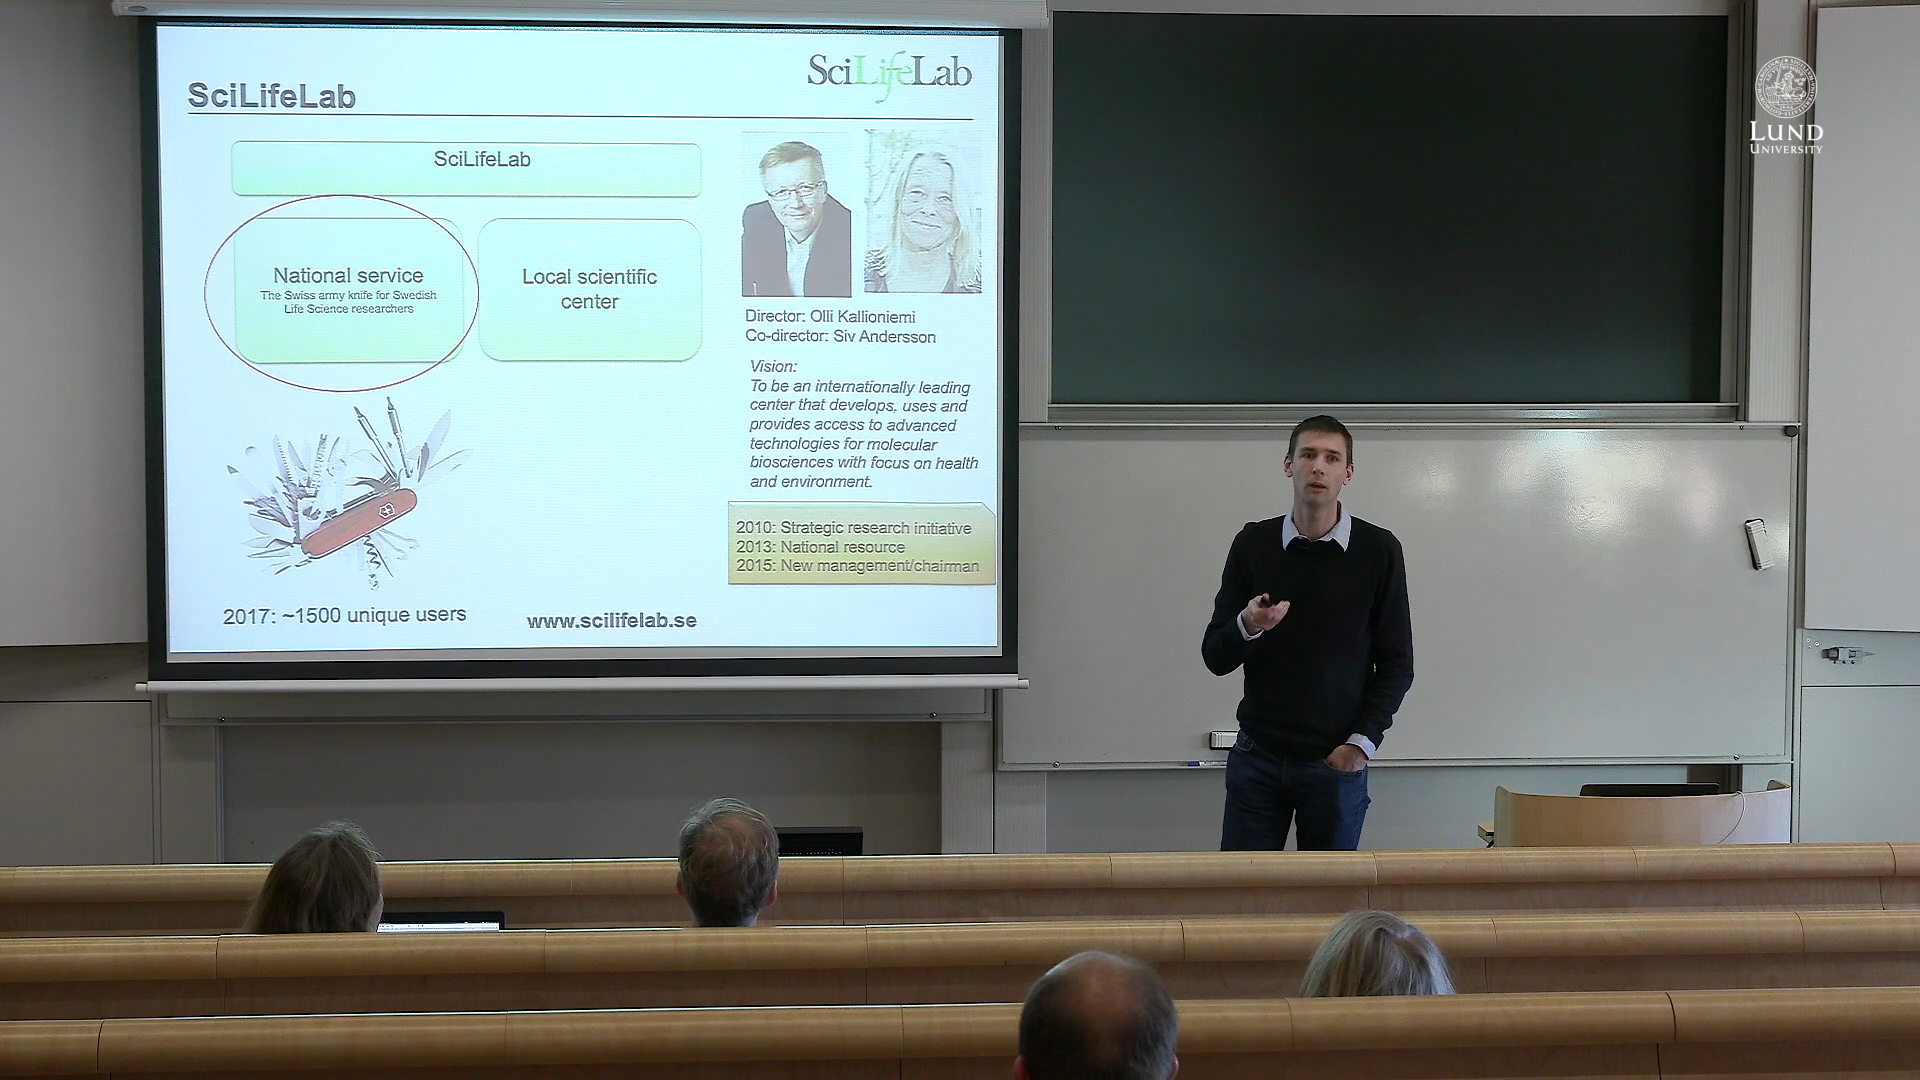 SciLifeLab
SciLifeLab
SciLifeLab
National service
The Swiss army knife for Swedish
Life Science researchers
Local scientific
center
Director: Olli Kallioniemi
Co-director: Siv Andersson
Vision:
To be an internationally leading
center that develops, uses and
provides access to advanced
technologies for molecular
biosciences with focus on health
and environment.
2010: Strategic research initiative
2013: National resource
2015: New management/chairman
2017: ~1500 unique users
www.scilifelab.se
LUND
UNIVERSITY